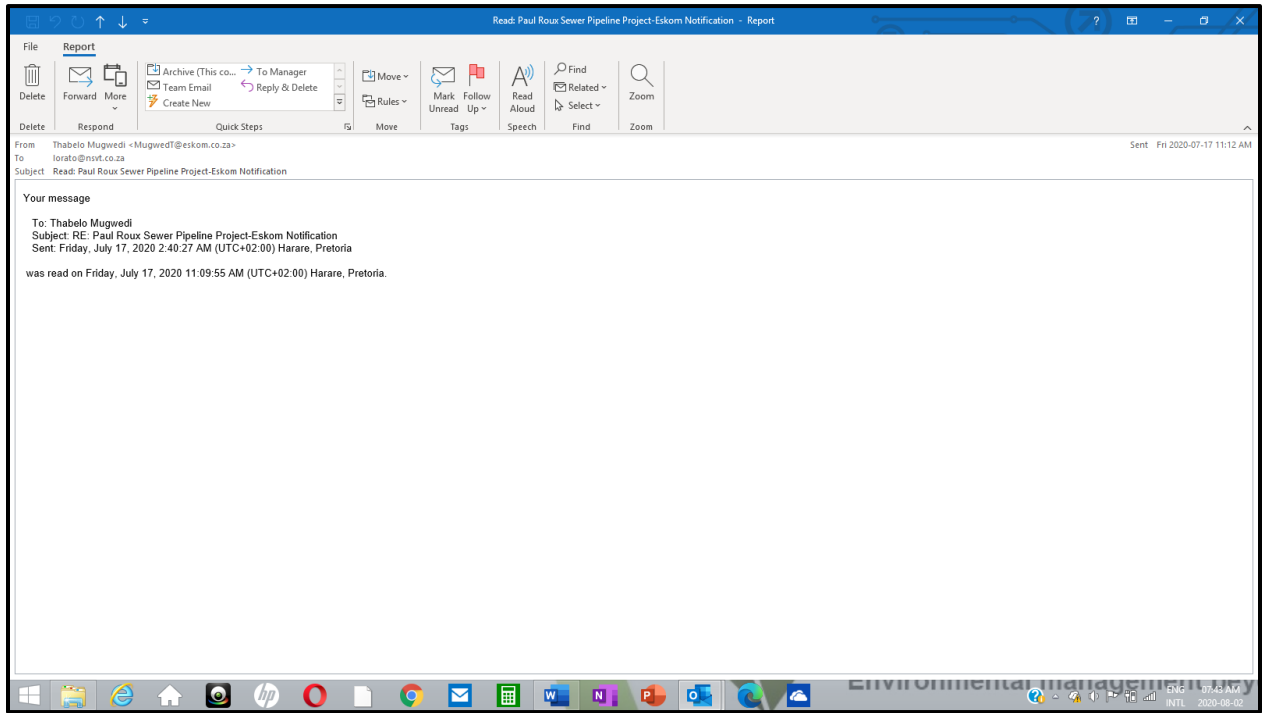 Read: Paul Roux Sewer Pipeline Project-Eskom Notification - Report
File Report
Archive (This co... To Manager
Team Email Reply & Delete
Create New
Delete Forward More
Move
Rules
Mark Unread Follow Up
Read Aloud
Find
Related
Select
Zoom
Delete Respond Quick Steps Move Tags Speech Find Zoom
From Thabelo Mugwedi <MugwedT@eskom.co.za> Sent Fri 2020-07-17 11:12 AM
To lorato@nsvt.co.za
Subject Read: Paul Roux Sewer Pipeline Project-Eskom Notification
Your message
To: Thabelo Mugwedi
Subject: RE: Paul Roux Sewer Pipeline Project-Eskom Notification
Sent: Friday, July 17, 2020 2:40:27 AM (UTC+02:00) Harare, Pretoria
was read on Friday, July 17, 2020 11:09:55 AM (UTC+02:00) Harare, Pretoria.
hp
Environmental management
ENG 07:43 AM
INTL 2020-08-02